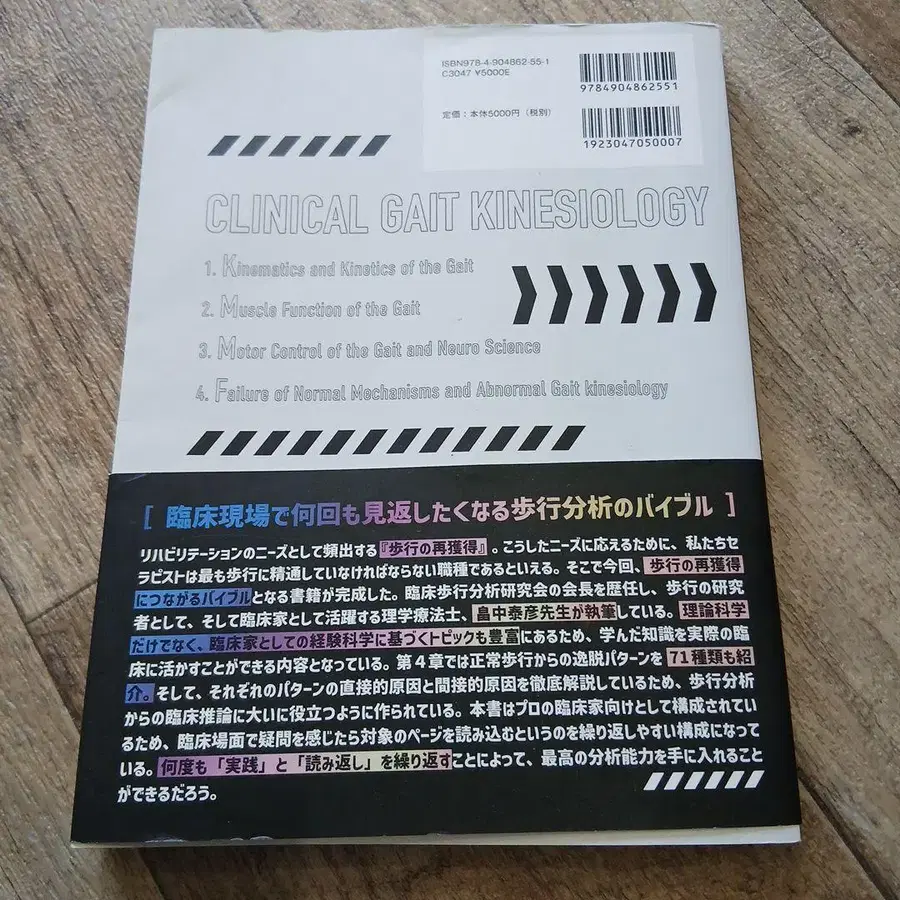 ISBN978-4-904862-55-1
C3047 ¥5000E
9784904862551
定価：本体5000円（税別）
1923047050007
CLINICAL GAIT KINESIOLOGY
1. Kinematics and Kinetics of the Gait
2. Muscle Function of the Gait
3. Motor Control of the Gait and Neuro Science
4. Failure of Normal Mechanisms and Abnormal Gait kinesiology
[ 臨床現場で何回も見返したくなる歩行分析のバイブル ]
リハビリテーションのニーズとして頻出する『歩行の再獲得』。こうしたニーズに応えるために、私たちセ
ラピストは最も歩行に精通していなければならない職種であるといえる。そこで今回、歩行の再獲得
につながるバイブルとなる書籍が完成した。臨床歩行分析研究会の会長を歴任し、歩行の研究
者として、そして臨床家として活躍する理学療法士、畠中泰彦先生が執筆している。理論科学
だけでなく、臨床家としての経験科学に基づくトピックも豊富にあるため、学んだ知識を実際の臨
床に活かすことができる内容となっている。第4章では正常歩行からの逸脱パターンを71種類も紹
介。そして、それぞれのパターンの直接的原因と間接的原因を徹底解説しているため、歩行分析
からの臨床推論に大いに役立つように作られている。本書はプロの臨床家向けとして構成されてい
るため、臨床場面で疑問を感じたら対象のページを読み込むというのを繰り返しやすい構成になって
いる。何度も「実践」と「読み返し」を繰り返すことによって、最高の分析能力を手に入れること
ができるだろう。